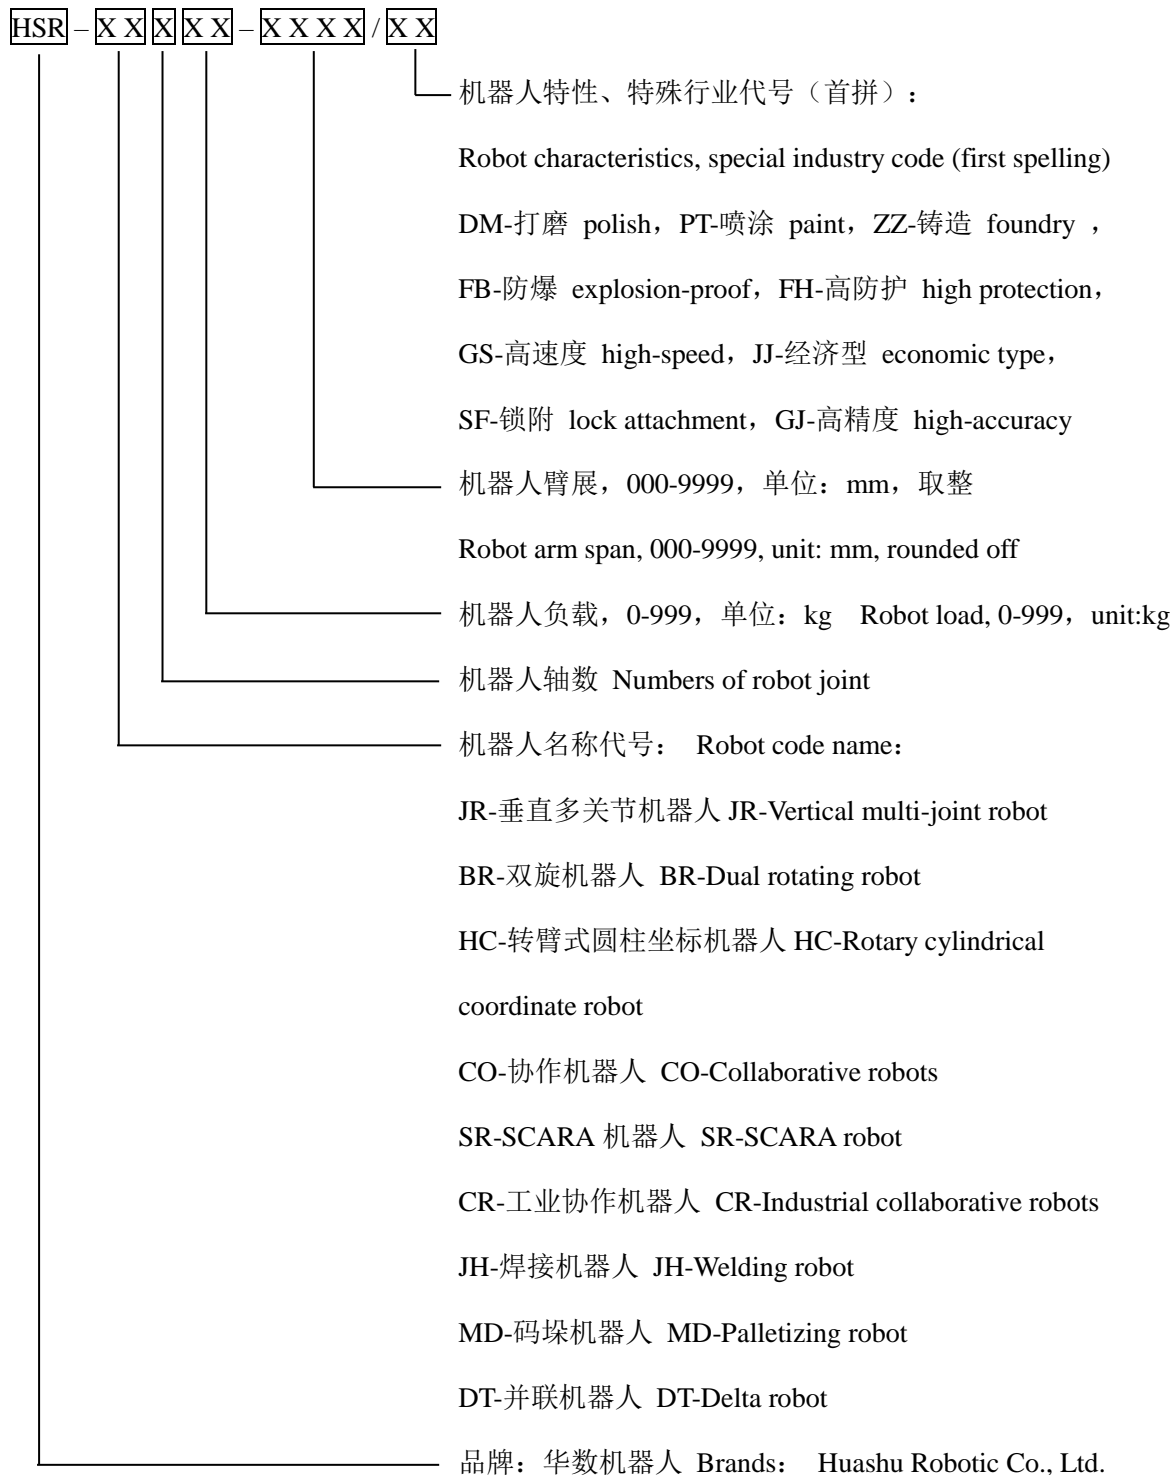 HSR – X X X X X – X X X X / X X
机器人特性、特殊行业代号（首拼）：
Robot characteristics, special industry code (first spelling)
DM-打磨 polish，PT-喷涂 paint，ZZ-铸造 foundry ，
FB-防爆 explosion-proof，FH-高防护 high protection，
GS-高速度 high-speed，JJ-经济型 economic type，
SF-锁附 lock attachment，GJ-高精度 high-accuracy
机器人臂展，000-9999，单位：mm，取整
Robot arm span, 000-9999, unit: mm, rounded off
机器人负载，0-999，单位：kg Robot load, 0-999，unit:kg
机器人轴数 Numbers of robot joint
机器人名称代号： Robot code name：
JR-垂直多关节机器人 JR-Vertical multi-joint robot
BR-双旋机器人 BR-Dual rotating robot
HC-转臂式圆柱坐标机器人 HC-Rotary cylindrical
coordinate robot
CO-协作机器人 CO-Collaborative robots
SR-SCARA 机器人 SR-SCARA robot
CR-工业协作机器人 CR-Industrial collaborative robots
JH-焊接机器人 JH-Welding robot
MD-码垛机器人 MD-Palletizing robot
DT-并联机器人 DT-Delta robot
品牌：华数机器人 Brands： Huashu Robotic Co., Ltd.